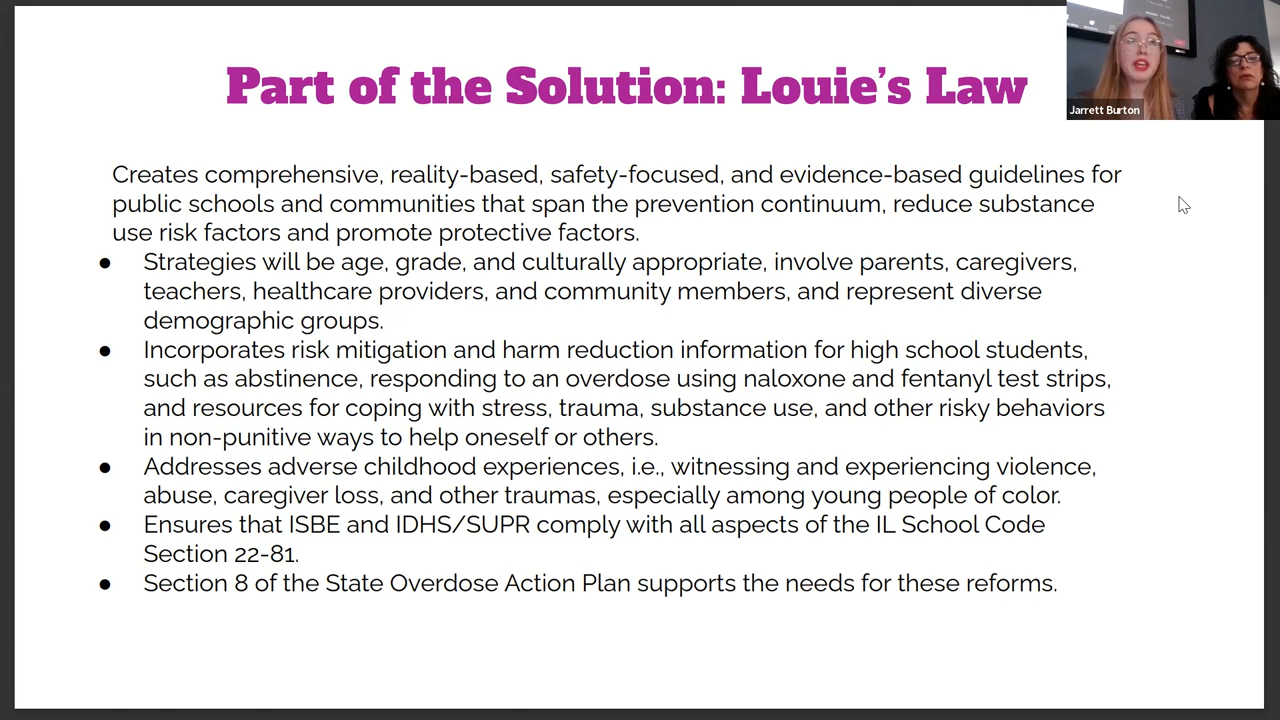 Part of the Solution: Louie's Law
Jarrett Burton
Creates comprehensive, reality-based, safety-focused, and evidence-based guidelines for
public schools and communities that span the prevention continuum, reduce substance
use risk factors and promote protective factors.
● Strategies will be age, grade, and culturally appropriate, involve parents, caregivers,
teachers, healthcare providers, and community members, and represent diverse
demographic groups.
● Incorporates risk mitigation and harm reduction information for high school students,
such as abstinence, responding to an overdose using naloxone and fentanyl test strips,
and resources for coping with stress, trauma, substance use, and other risky behaviors
in non-punitive ways to help oneself or others.
● Addresses adverse childhood experiences, i.e., witnessing and experiencing violence,
abuse, caregiver loss, and other traumas, especially among young people of color.
● Ensures that ISBE and IDHS/SUPR comply with all aspects of the IL School Code
Section 22-81.
● Section 8 of the State Overdose Action Plan supports the needs for these reforms.